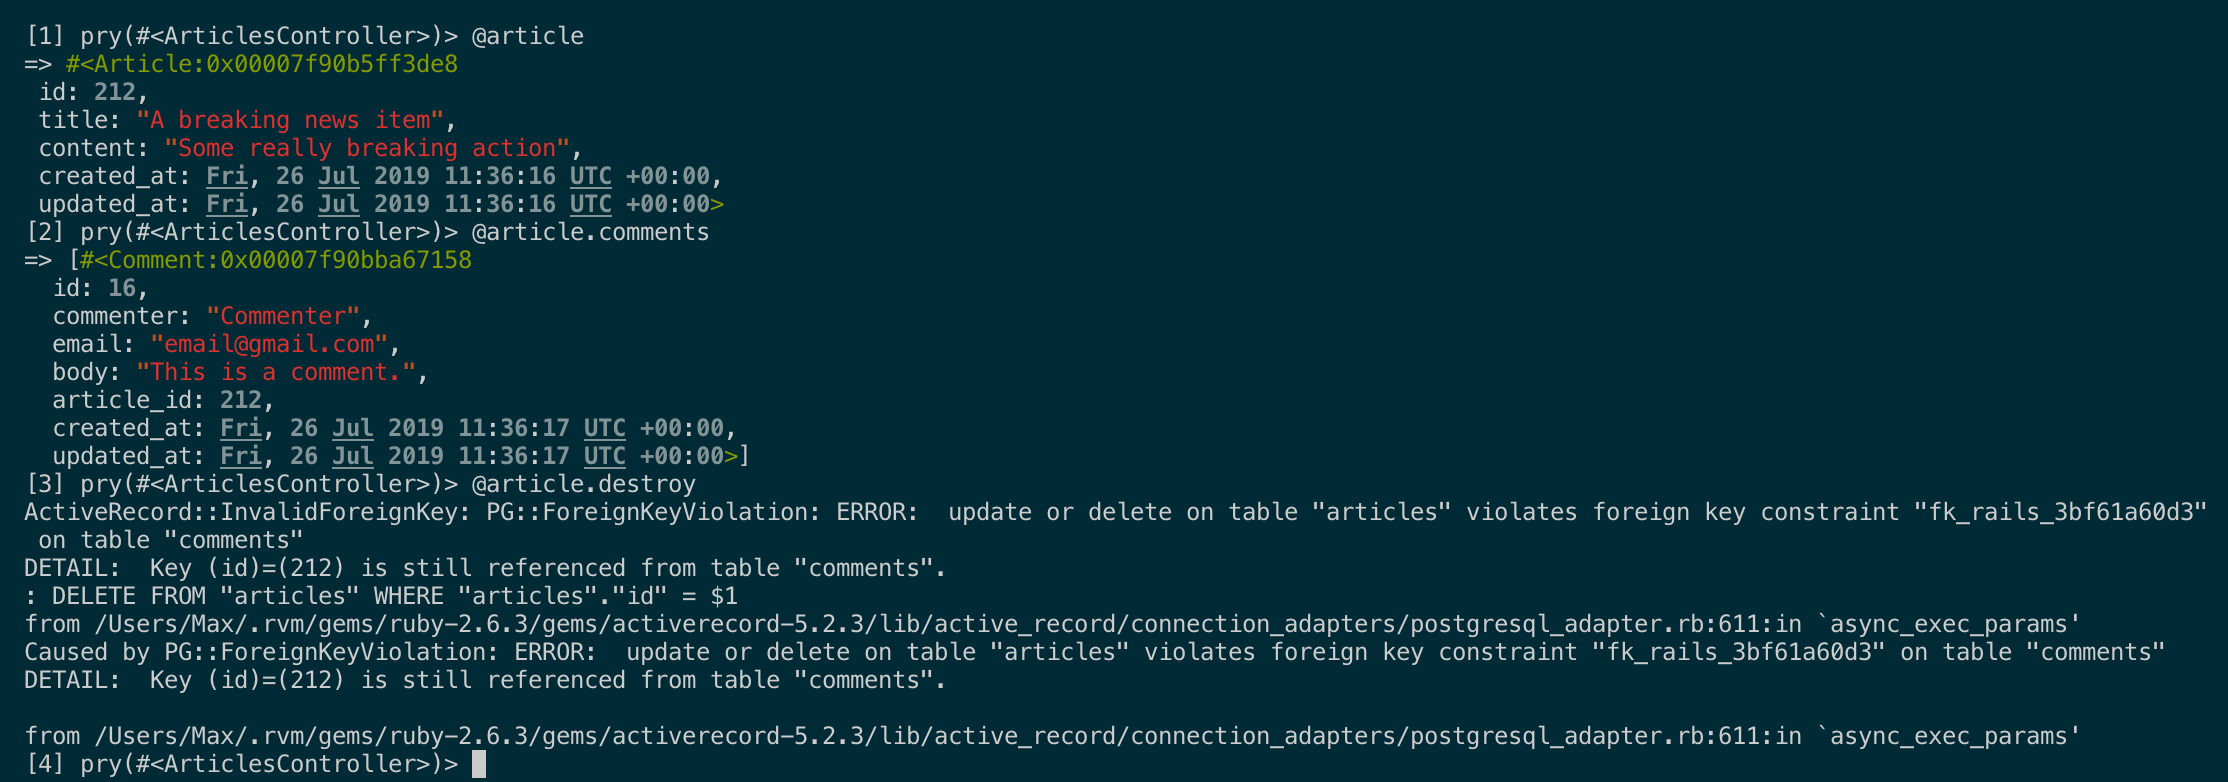 [1] pry(#<ArticlesController>)> @article
=> #<Article:0x00007f90b5ff3de8
 id: 212,
 title: "A breaking news item",
 content: "Some really breaking action",
 created_at: Fri, 26 Jul 2019 11:36:16 UTC +00:00,
 updated_at: Fri, 26 Jul 2019 11:36:16 UTC +00:00>
[2] pry(#<ArticlesController>)> @article.comments
=> [#<Comment:0x00007f90bba67158
  id: 16,
  commenter: "Commenter",
  email: "email@gmail.com",
  body: "This is a comment.",
  article_id: 212,
  created_at: Fri, 26 Jul 2019 11:36:17 UTC +00:00,
  updated_at: Fri, 26 Jul 2019 11:36:17 UTC +00:00>]
[3] pry(#<ArticlesController>)> @article.destroy
ActiveRecord::InvalidForeignKey: PG::ForeignKeyViolation: ERROR:  update or delete on table "articles" violates foreign key constraint "fk_rails_3bf61a60d3"
 on table "comments"
DETAIL:  Key (id)=(212) is still referenced from table "comments".
: DELETE FROM "articles" WHERE "articles"."id" = $1
from /Users/Max/.rvm/gems/ruby-2.6.3/gems/activerecord-5.2.3/lib/active_record/connection_adapters/postgresql_adapter.rb:611:in `async_exec_params'
Caused by PG::ForeignKeyViolation: ERROR:  update or delete on table "articles" violates foreign key constraint "fk_rails_3bf61a60d3" on table "comments"
DETAIL:  Key (id)=(212) is still referenced from table "comments".

from /Users/Max/.rvm/gems/ruby-2.6.3/gems/activerecord-5.2.3/lib/active_record/connection_adapters/postgresql_adapter.rb:611:in `async_exec_params'
[4] pry(#<ArticlesController>)>